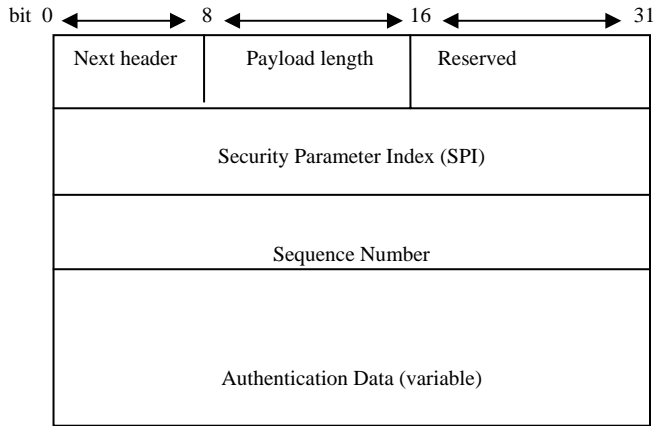 bit 0 8 16 31
Next header Payload length Reserved
Security Parameter Index (SPI)
Sequence Number
Authentication Data (variable)